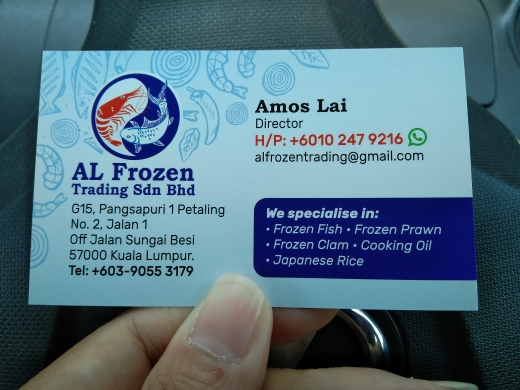 AL Frozen
Trading Sdn Bhd
G15, Pangsapuri 1 Petaling
No. 2, Jalan 1
Off Jalan Sungai Besi
57000 Kuala Lumpur.
Tel: +603-9055 3179
Amos Lai
Director
H/P: +6010 247 9216
alfrozentrading@gmail.com
We specialise in:
• Frozen Fish • Frozen Prawn
• Frozen Clam • Cooking Oil
• Japanese Rice